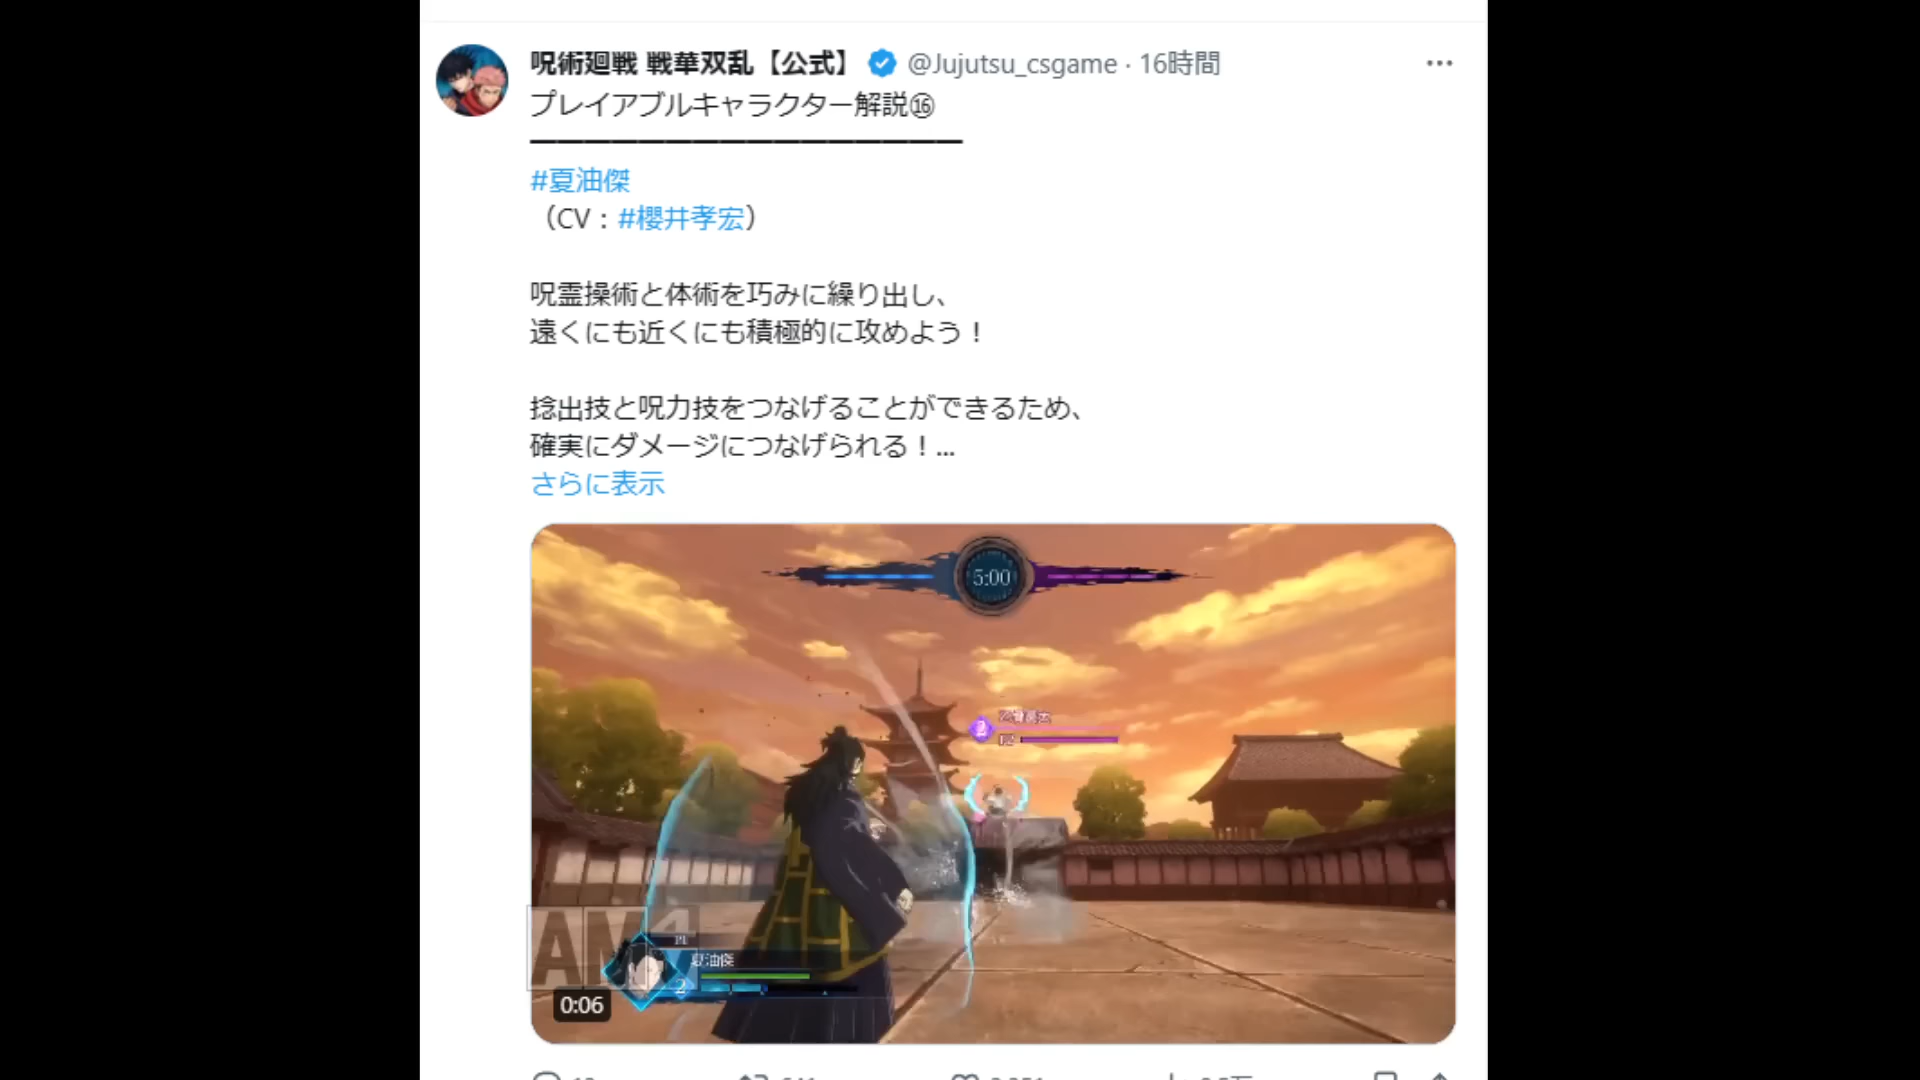 呪術廻戦 戦華双乱【公式】 @Jujutsu_csgame · 16時間
プレイアブルキャラクター解説⑯
#夏油傑
（CV：#櫻井孝宏）
呪霊操術と体術を巧みに繰り出し、
遠くにも近くにも積極的に攻めよう！
捻出技と呪力技をつなげることができるため、
確実にダメージにつなげられる！...
さらに表示
5:00
2
P2
P1
夏油傑
2
0:06